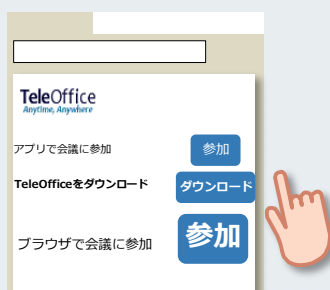 TeleOffice
Anytime, Anywhere
アプリで会議に参加 参加
TeleOfficeをダウンロード ダウンロード
ブラウザで会議に参加 参加